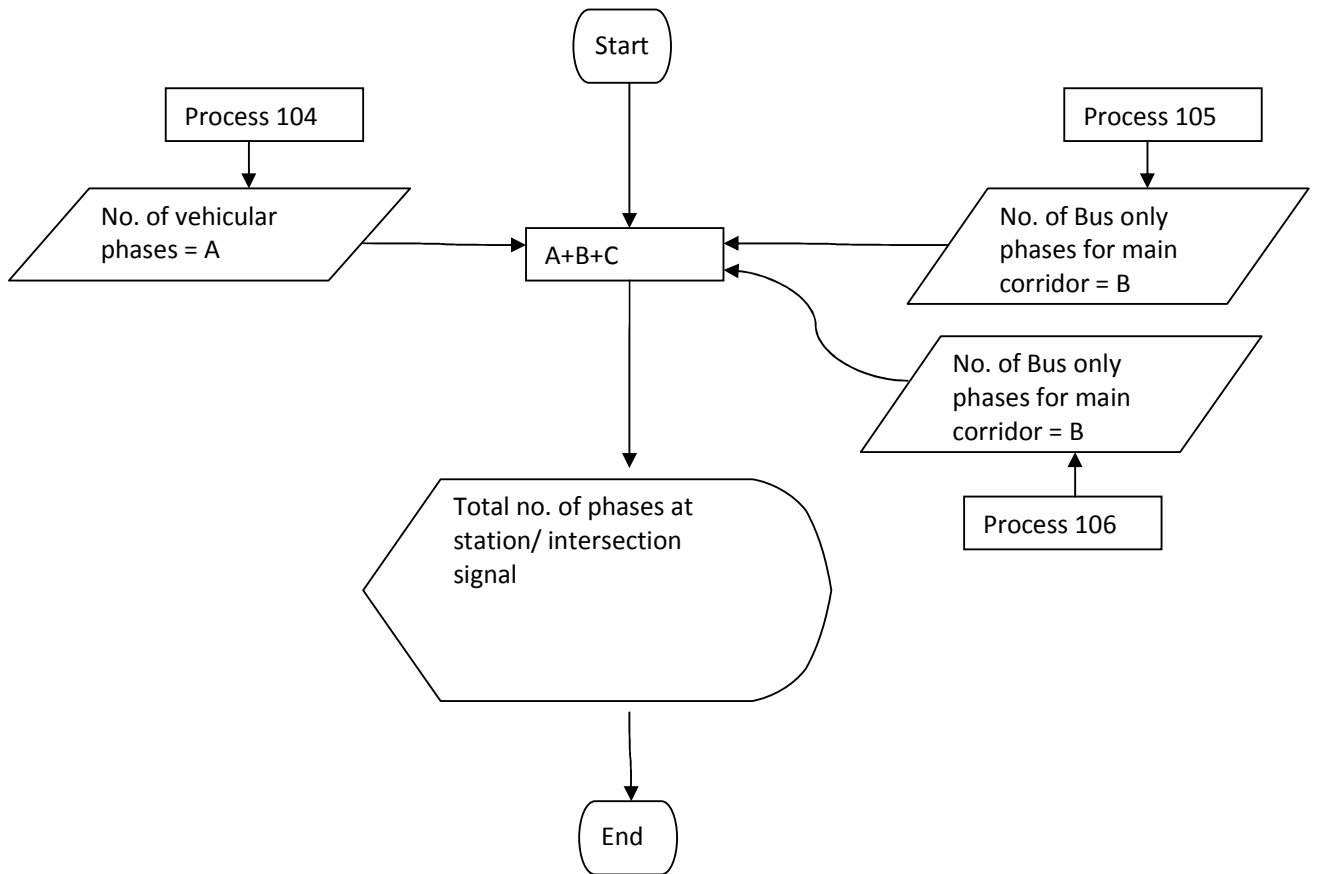 Start
Process 104
Process 105
No. of vehicular
phases = A
A+B+C
No. of Bus only
phases for main
corridor = B
No. of Bus only
phases for main
corridor = B
Process 106
Total no. of phases at
station/ intersection
signal
End